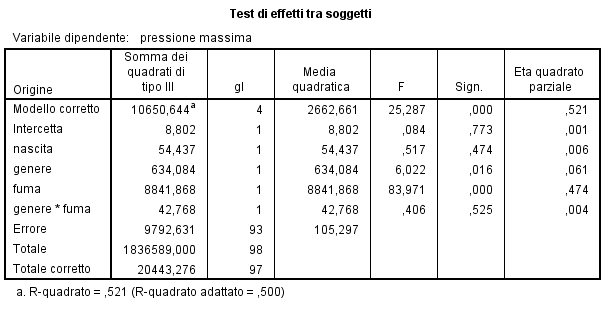 Test di effetti tra soggetti
Variabile dipendente: pressione massima
Origine Somma dei quadrati di tipo III gl Media quadratica F Sign. Eta quadrato parziale
Modello corretto 10650,644a 4 2662,661 25,287 ,000 ,521
Intercetta 8,802 1 8,802 ,084 ,773 ,001
nascita 54,437 1 54,437 ,517 ,474 ,006
genere 634,084 1 634,084 6,022 ,016 ,061
fuma 8841,868 1 8841,868 83,971 ,000 ,474
genere * fuma 42,768 1 42,768 ,406 ,525 ,004
Errore 9792,631 93 105,297
Totale 1836589,000 98
Totale corretto 20443,276 97
a. R-quadrato = ,521 (R-quadrato adattato = ,500)